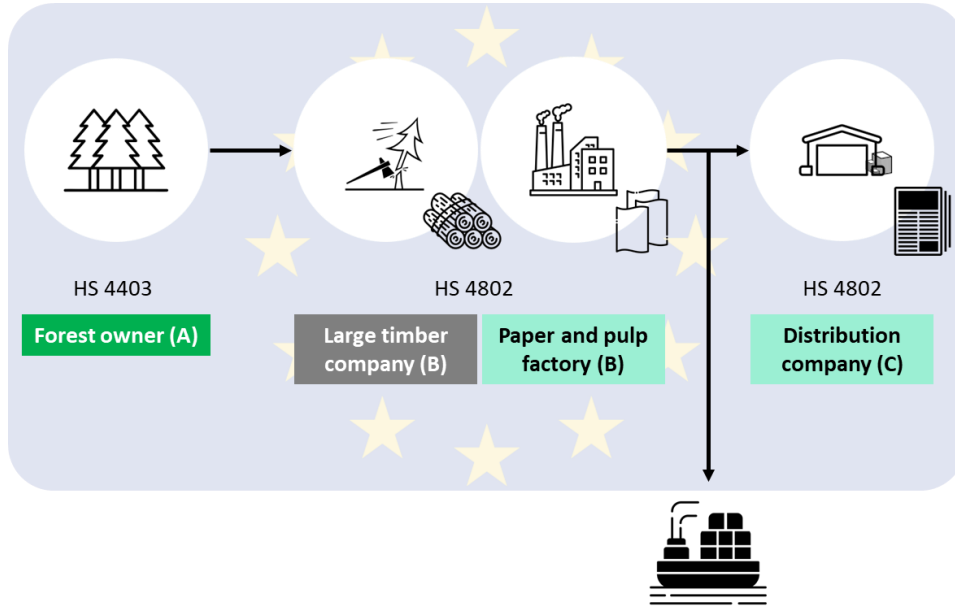 HS 4403
HS 4802
HS 4802
Forest owner (A)
Large timber
company (B)
Paper and pulp
factory (B)
Distribution
company (C)